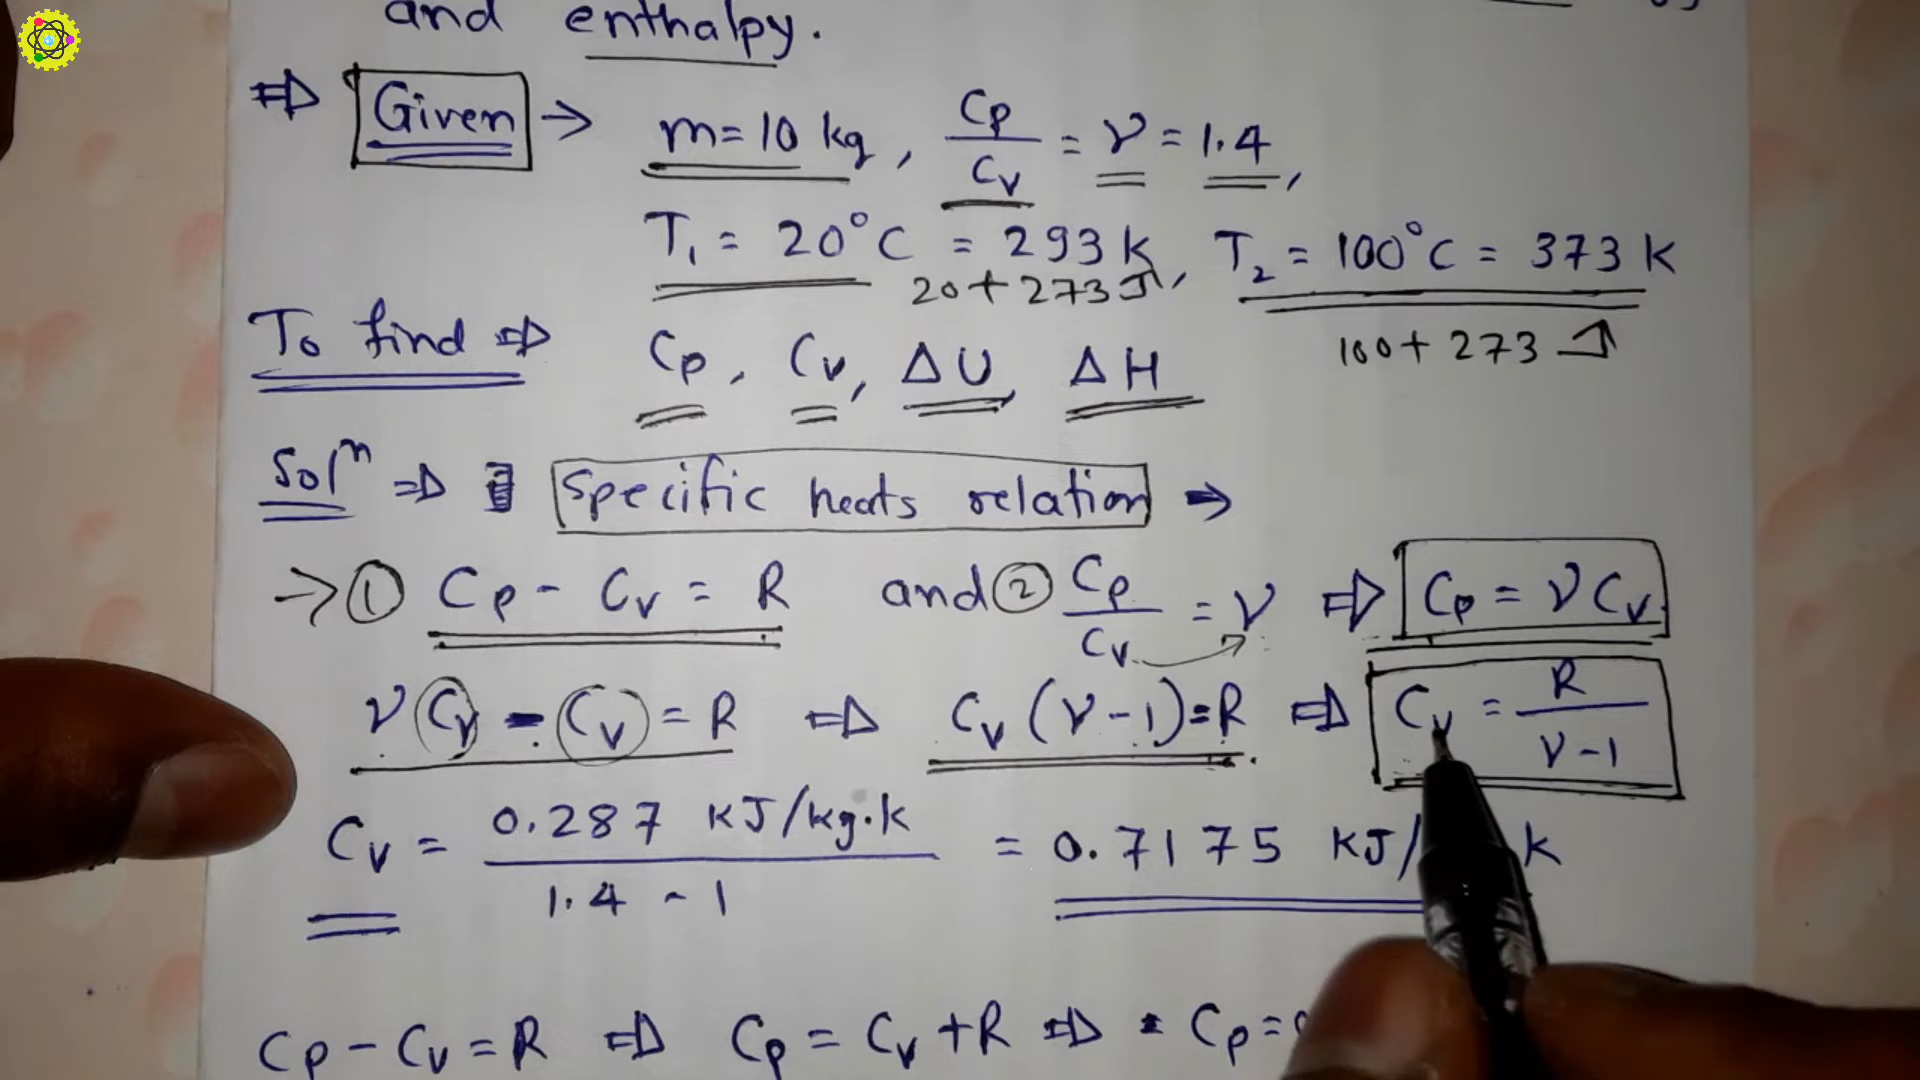 and enthalpy.
⇒ Given → m = 10 kg, Cp/Cv = γ = 1.4,
T₁ = 20°C = 293 K, T₂ = 100°C = 373 K
20 + 273 100 + 273
To find ⇒ Cp, Cv, ΔU, ΔH
Solⁿ ⇒ Specific heats relation →
→ ① Cp - Cv = R and ② Cp/Cv = γ ⇒ Cp = γ Cv
γ Cv - Cv = R ⇒ Cv (γ - 1) = R ⇒ Cv = R/(γ - 1)
Cv = 0.287 KJ/kg·K / 1.4 - 1 = 0.7175 KJ/ K
Cp - Cv = R ⇒ Cp = Cv + R ⇒ Cp =